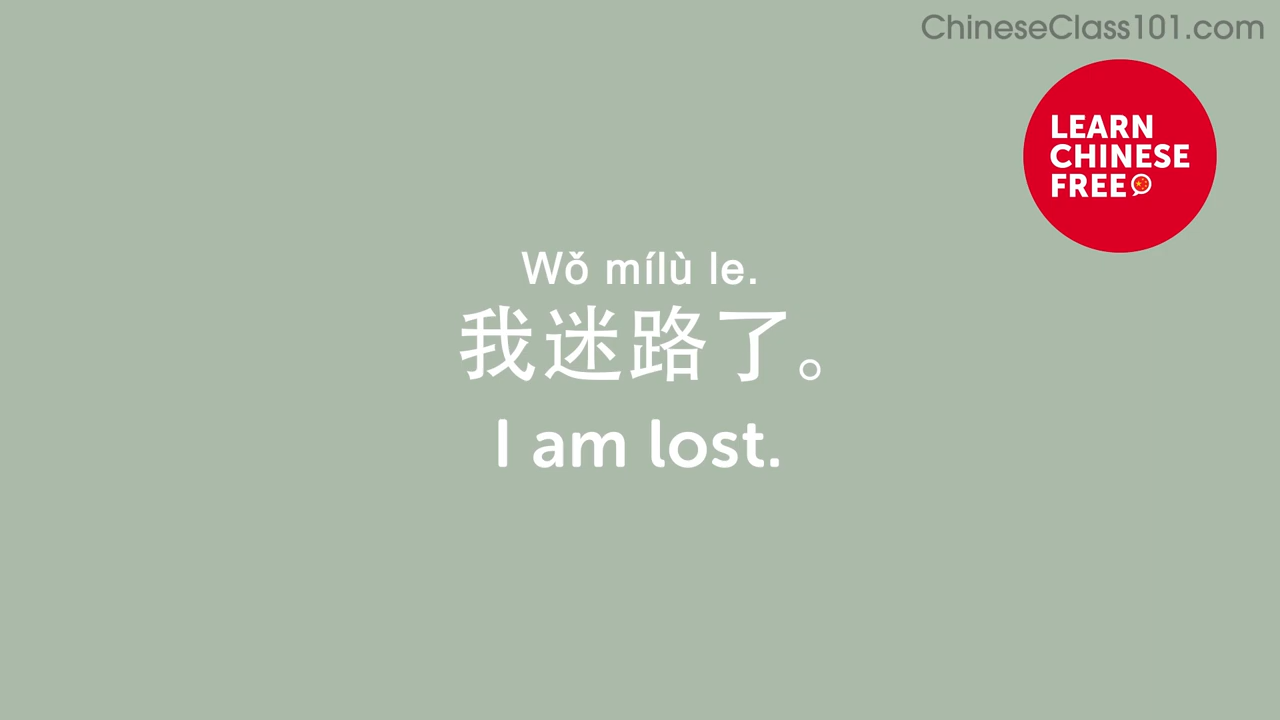 ChineseClass101.com
LEARN
CHINESE
FREE
Wǒ mílù le.
我迷路了。
I am lost.